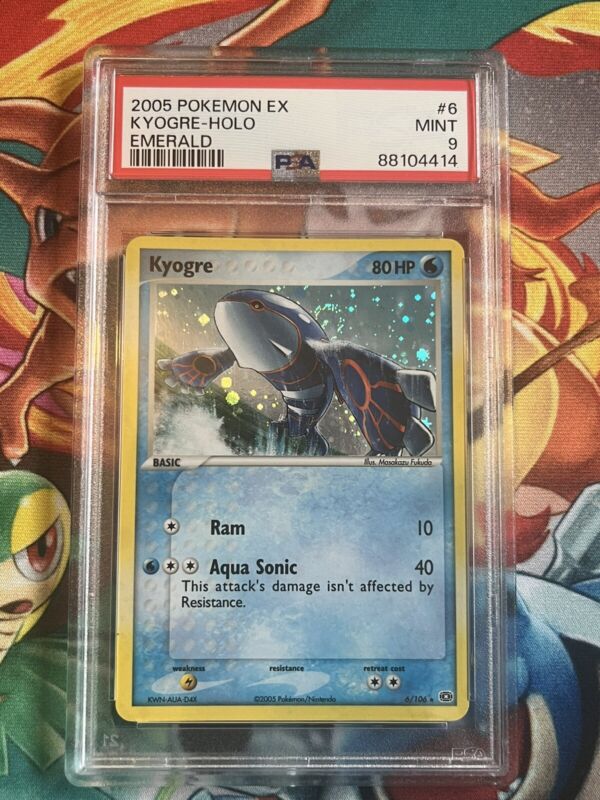 2005 POKEMON EX #6
KYOGRE-HOLO MINT
EMERALD 9
PSA 88104414
Kyogre 80 HP
BASIC Illus. Masakazu Fukuda
Ram 10
Aqua Sonic 40
This attack's damage isn't affected by
Resistance.
weakness resistance retreat cost
KWN-AUA-D4X ©2005 Pokémon/Nintendo 6/106 ★